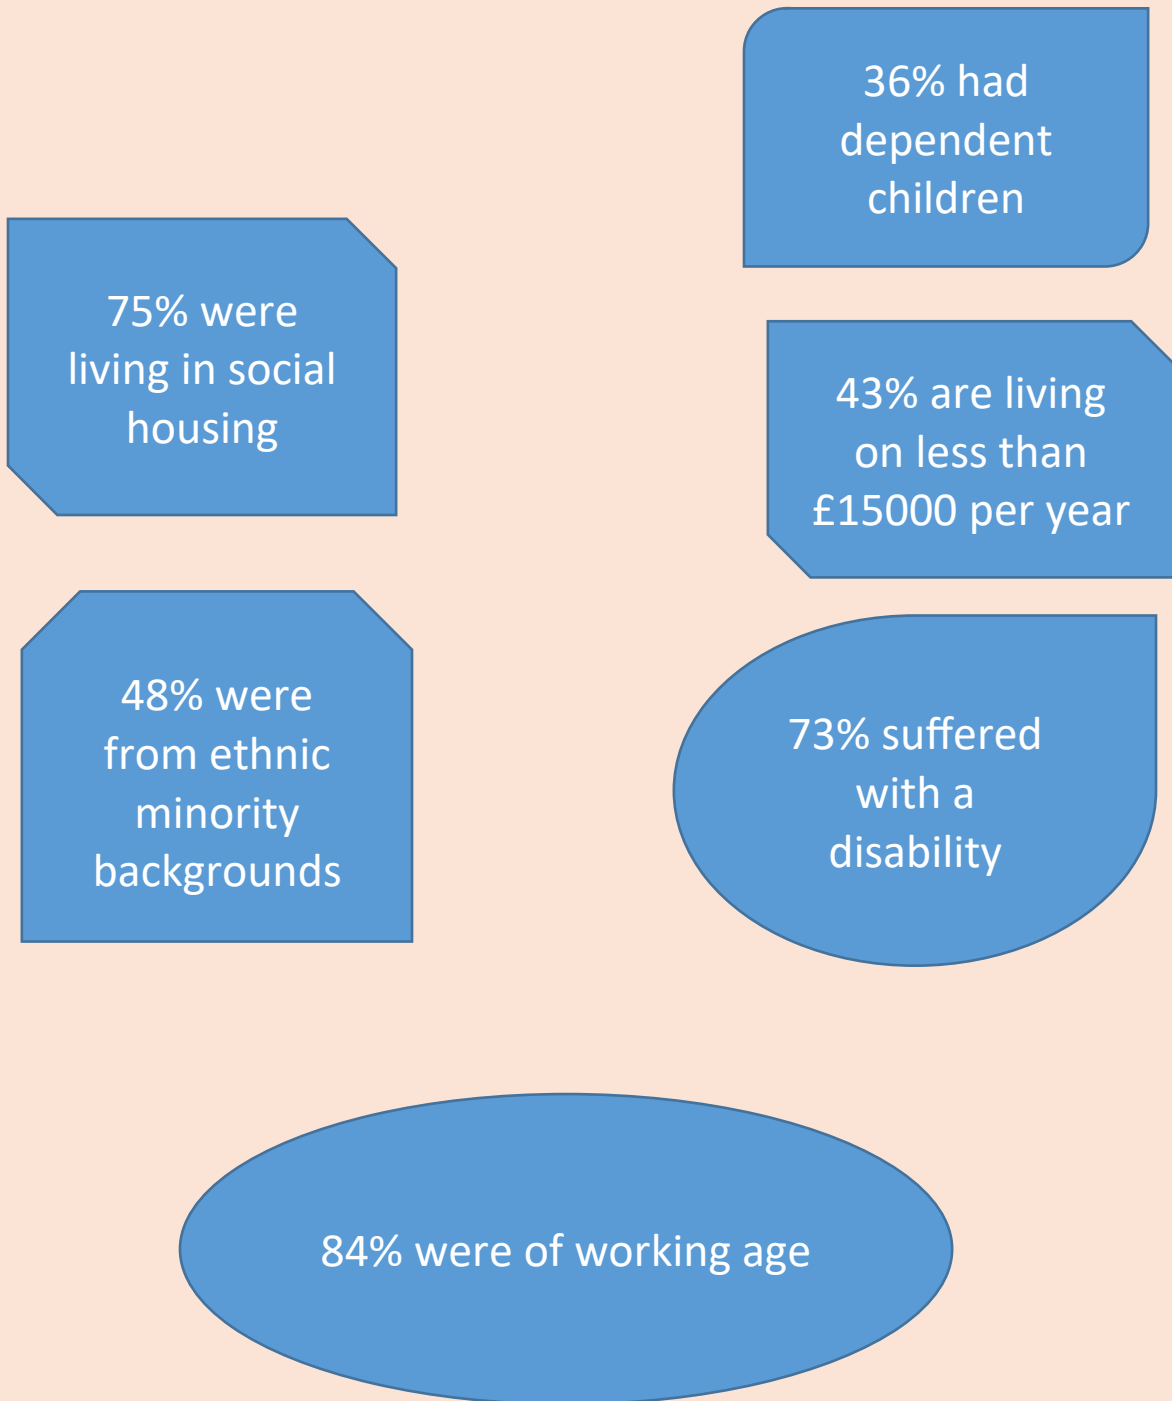 36% had
dependent
children
75% were
living in social
housing
43% are living
on less than
£15000 per year
48% were
from ethnic
minority
backgrounds
73% suffered
with a
disability
84% were of working age